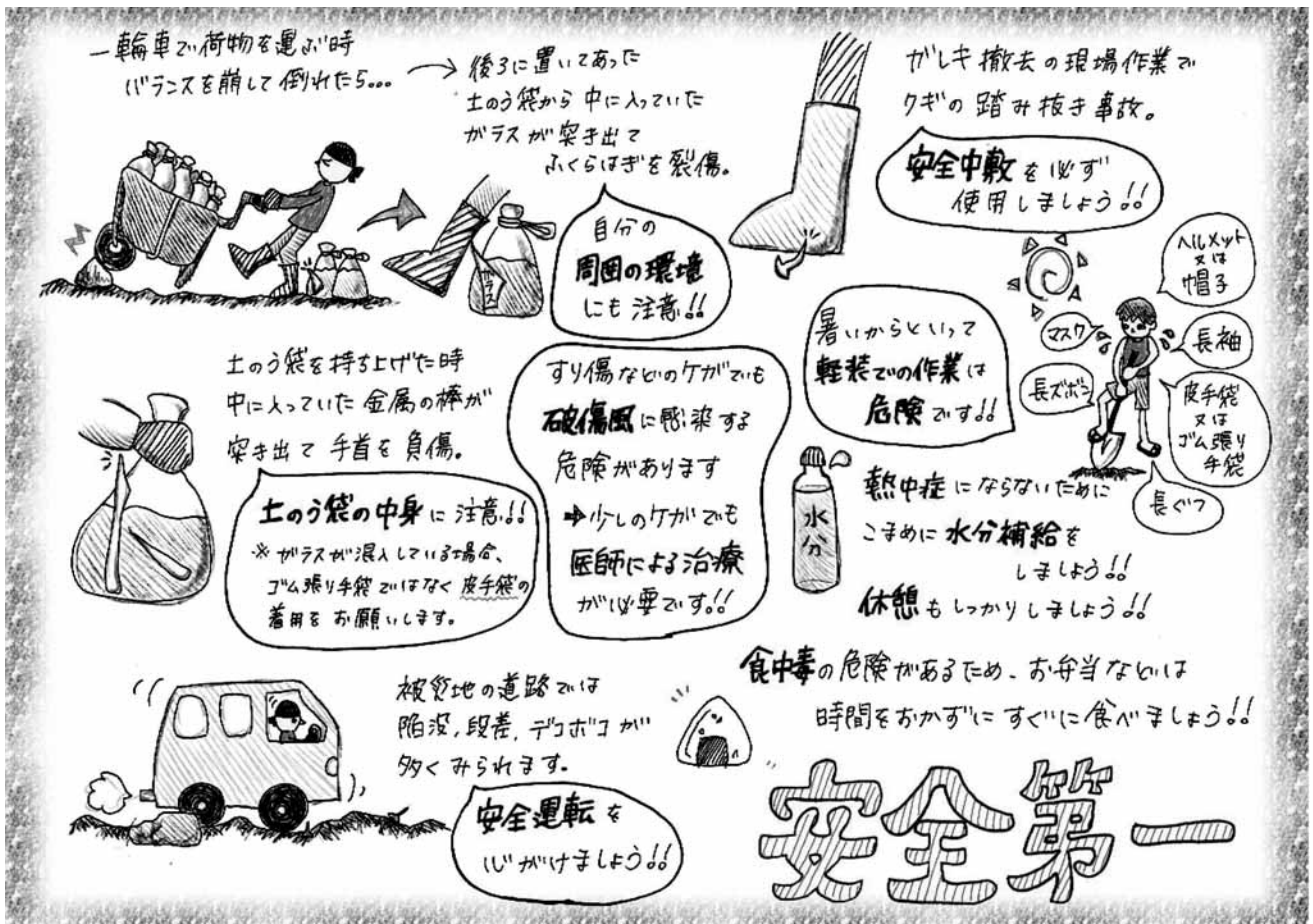 一輪車で荷物を運ぶ時
バランスを崩して倒れたら...
後ろに置いてあった
土のう袋から中に入っていた
ガラスが突き出て
ふくらはぎを裂傷。
ガラス
自分の
周囲の環境
にも注意!!
ガレキ撤去の現場作業で
クギの踏み抜き事故。
安全中敷を必ず
使用しましょう!!
土のう袋を持ち上げた時
中に入っていた金属の棒が
突き出て手首を負傷。
土のう袋の中身に注意!!
※ガラスが混入している場合、
ゴム張り手袋ではなく皮手袋の
着用をお願いします。
すり傷などのケガでも
破傷風に感染する
危険があります
➡少しのケガでも
医師による治療
が必要です!!
暑いからといって
軽装での作業は
危険です!!
ヘルメット
又は
帽子
マスク
長袖
長ズボン
皮手袋
又は
ゴム張り
手袋
長ぐつ
水分
熱中症にならないために
こまめに水分補給を
しましょう!!
休憩もしっかりしましょう!!
被災地の道路では
陥没,段差,デコボコが
多くみられます。
安全運転を
心がけましょう!!
食中毒の危険があるため、お弁当などは
時間をおかずにすぐに食べましょう!!
安全第一